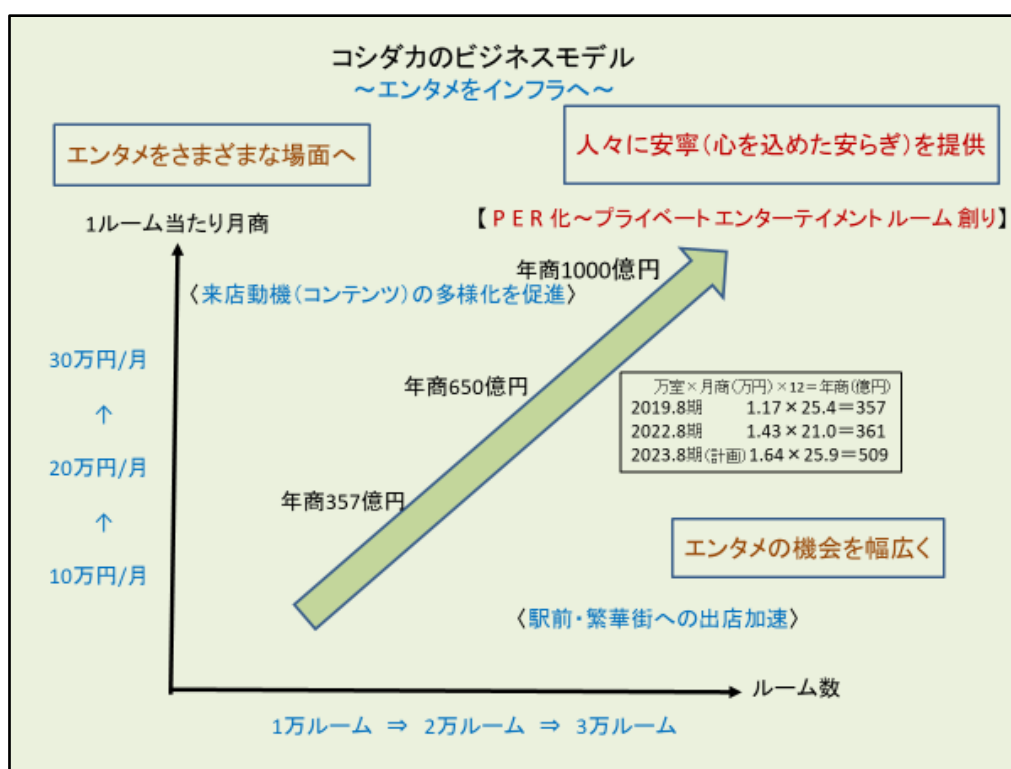 コシダカのビジネスモデル
～エンタメをインフラへ～
エンタメをさまざまな場面へ
人々に安寧(心を込めた安らぎ)を提供
1ルーム当たり月商
【PER化～プライベートエンターテイメントルーム創り】
年商1000億円
〈来店動機(コンテンツ)の多様化を促進〉
30万円/月
↑
20万円/月
↑
10万円/月
年商650億円
年商357億円
万室×月商(万円)×12＝年商(億円)
2019.8期 1.17×25.4＝357
2022.8期 1.43×21.0＝361
2023.8期(計画) 1.64×25.9＝509
エンタメの機会を幅広く
〈駅前・繁華街への出店加速〉
ルーム数
1万ルーム ⇒ 2万ルーム ⇒ 3万ルーム